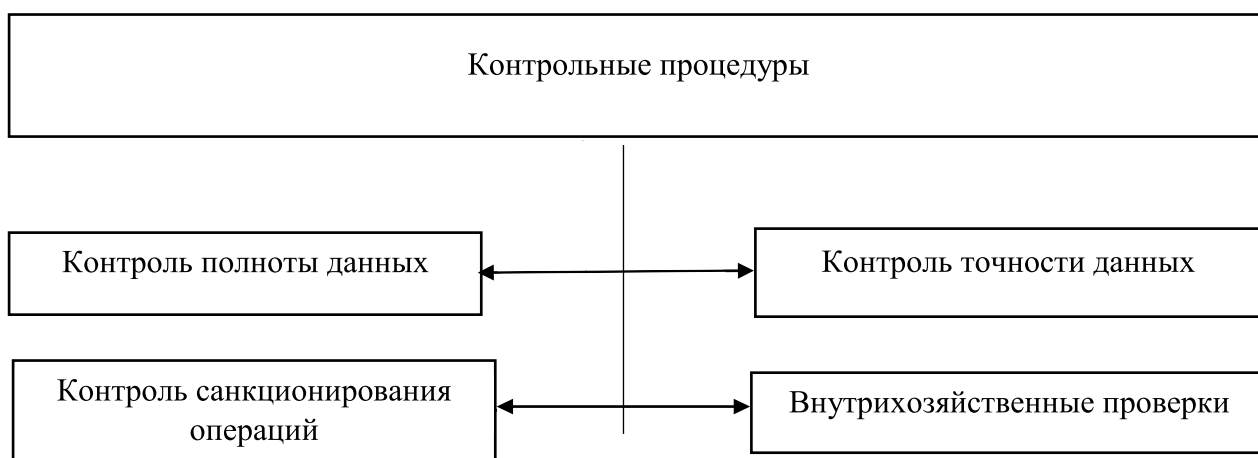 Контрольные процедуры
Контроль полноты данных
Контроль точности данных
Контроль санкционирования
операций
Внутрихозяйственные проверки